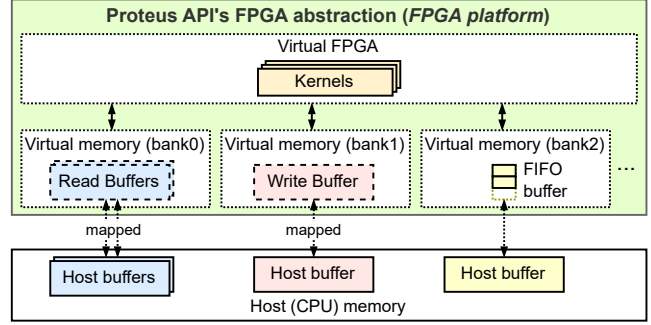 Proteus API's FPGA abstraction (FPGA platform)
Virtual FPGA
Kernels
Virtual memory (bank0)
Virtual memory (bank1)
Virtual memory (bank2)
Read Buffers
Write Buffer
FIFO
buffer
...
mapped
mapped
Host buffers
Host buffer
Host buffer
Host (CPU) memory